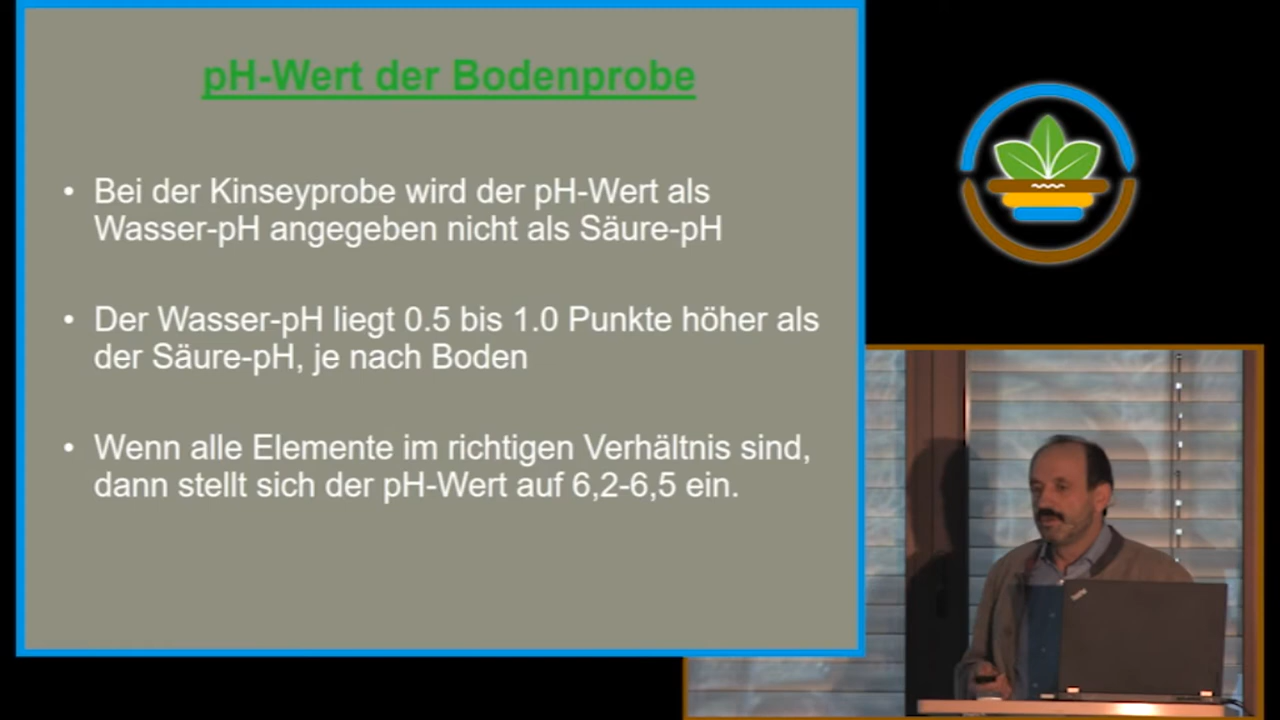 pH-Wert der Bodenprobe
• Bei der Kinseyprobe wird der pH-Wert als
Wasser-pH angegeben nicht als Säure-pH
• Der Wasser-pH liegt 0.5 bis 1.0 Punkte höher als
der Säure-pH, je nach Boden
• Wenn alle Elemente im richtigen Verhältnis sind,
dann stellt sich der pH-Wert auf 6,2-6,5 ein.